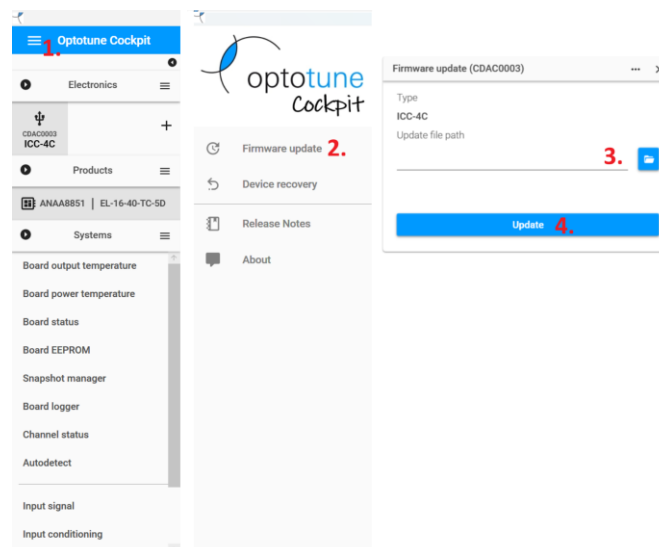 Optotune Cockpit
1.
Electronics
CDAC0003
ICC-4C
Products
ANAA8851 | EL-16-40-TC-5D
Systems
Board output temperature
Board power temperature
Board status
Board EEPROM
Snapshot manager
Board logger
Channel status
Autodetect
Input signal
Input conditioning
optotune
Cockpit
Firmware update 2.
Device recovery
Release Notes
About
Firmware update (CDAC0003)
Type
ICC-4C
Update file path
3.
Update 4.